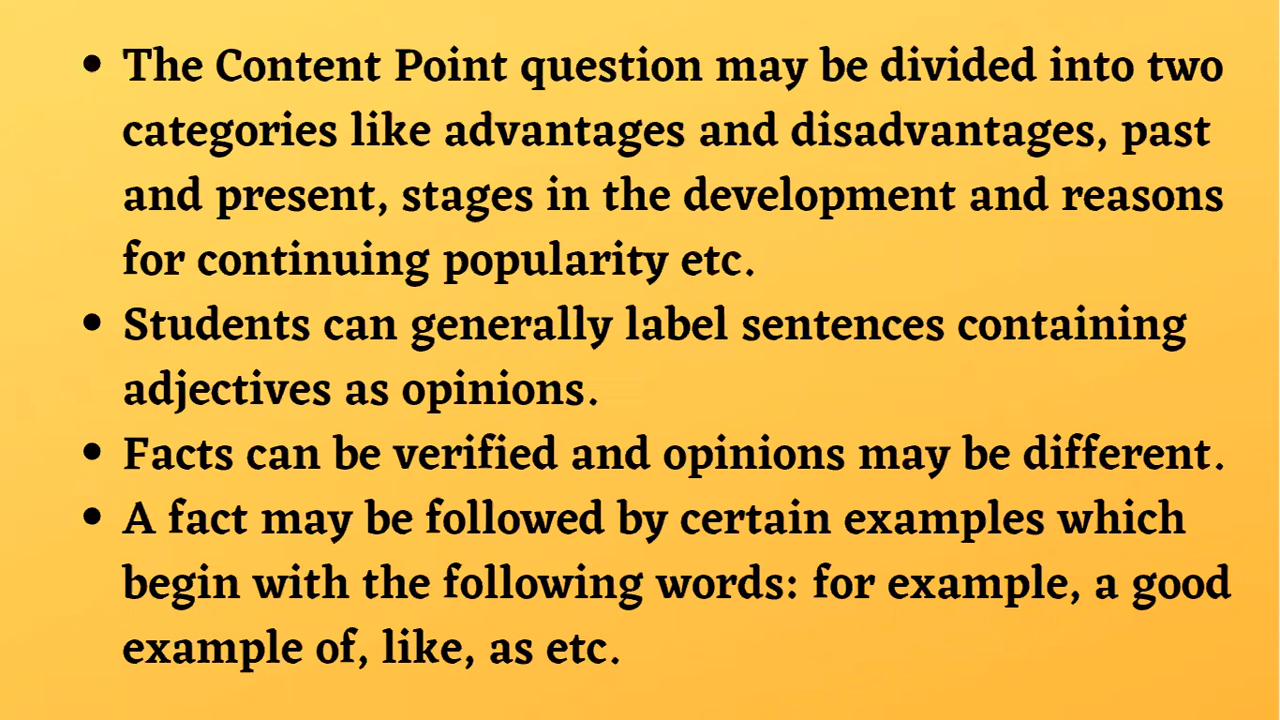 • The Content Point question may be divided into two
categories like advantages and disadvantages, past
and present, stages in the development and reasons
for continuing popularity etc.
• Students can generally label sentences containing
adjectives as opinions.
• Facts can be verified and opinions may be different.
• A fact may be followed by certain examples which
begin with the following words: for example, a good
example of, like, as etc.